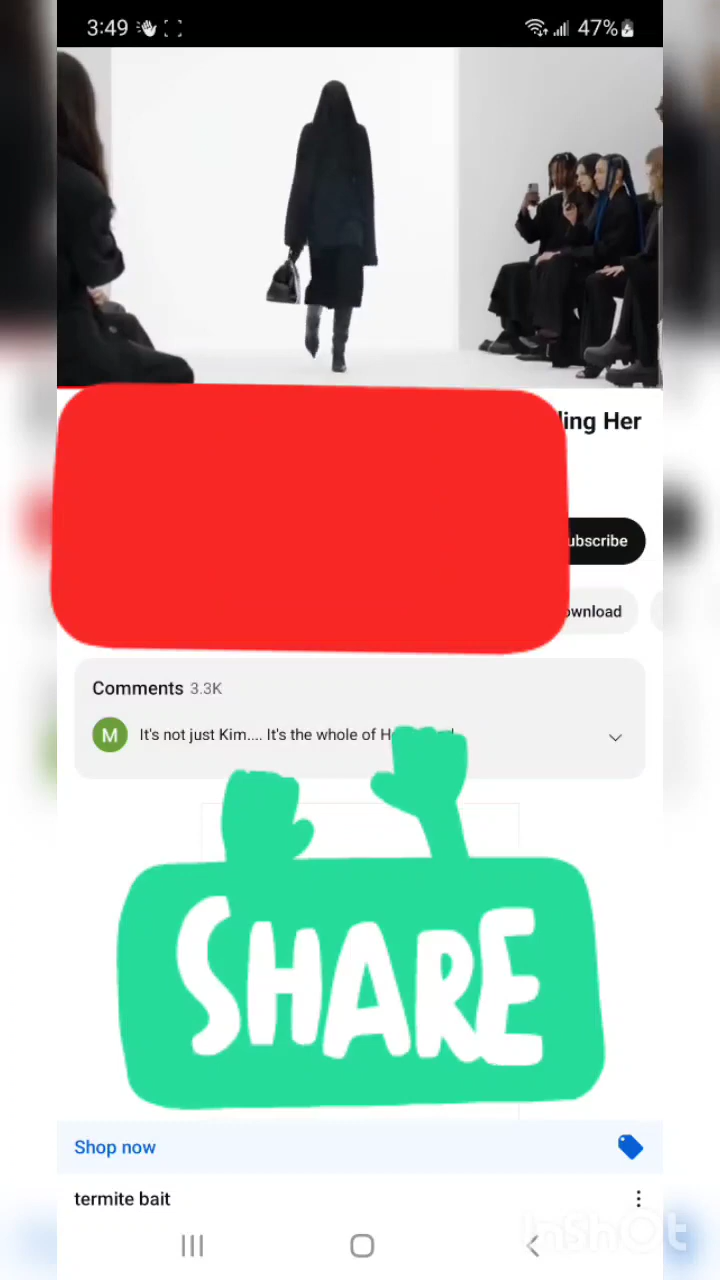 3:49
47%
ling Her
ubscribe
ownload
Comments 3.3K
M
It's not just Kim.... It's the whole of H
SHARE
Shop now
termite bait
InShOt